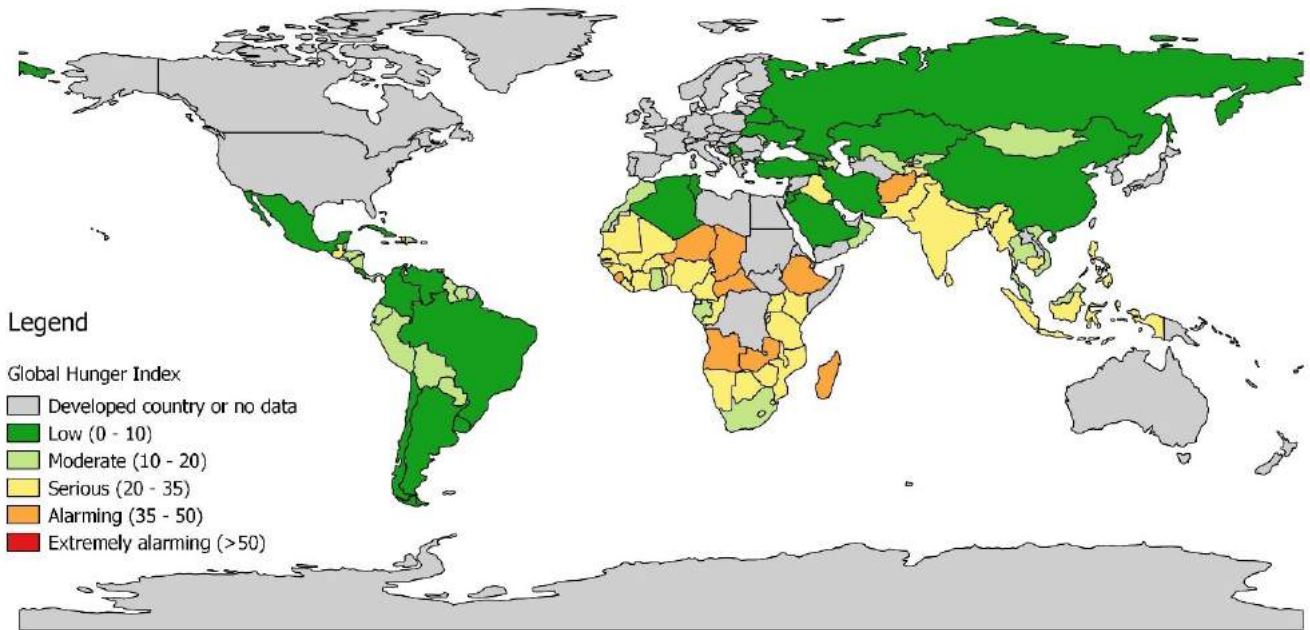 Legend
Global Hunger Index
Developed country or no data
Low (0 - 10)
Moderate (10 - 20)
Serious (20 - 35)
Alarming (35 - 50)
Extremely alarming (>50)